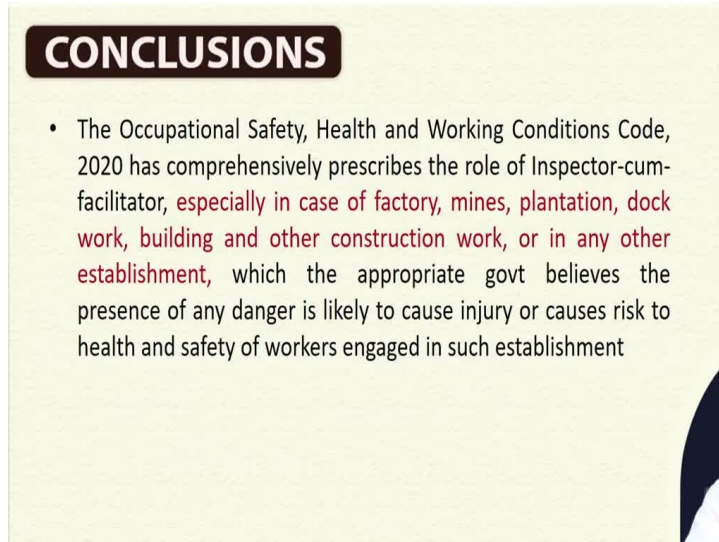 CONCLUSIONS
• The Occupational Safety, Health and Working Conditions Code,
2020 has comprehensively prescribes the role of Inspector-cum-
facilitator, especially in case of factory, mines, plantation, dock
work, building and other construction work, or in any other
establishment, which the appropriate govt believes the
presence of any danger is likely to cause injury or causes risk to
health and safety of workers engaged in such establishment